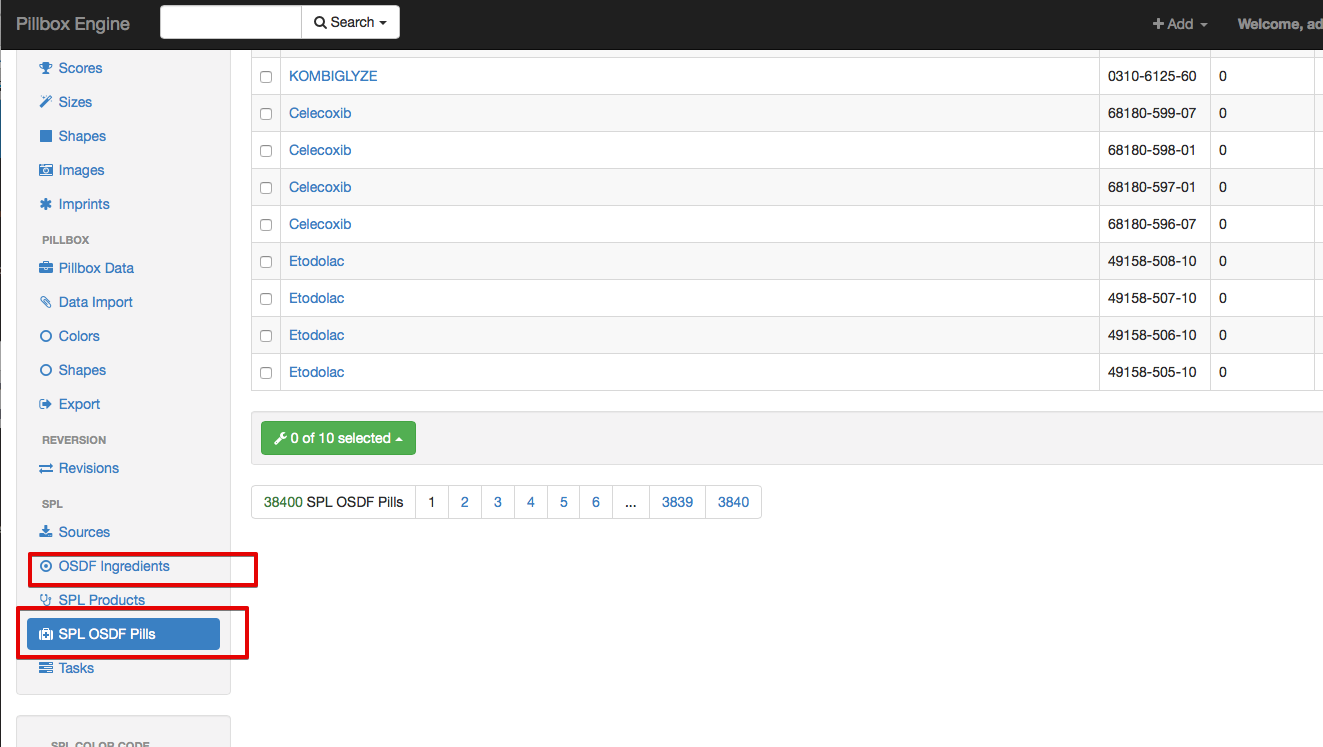 Pillbox Engine Search Add Welcome, ad
Scores
Sizes
Shapes
Images
Imprints
PILLBOX
Pillbox Data
Data Import
Colors
Shapes
Export
REVERSION
Revisions
SPL
Sources
OSDF Ingredients
SPL Products
SPL OSDF Pills
Tasks
SPL COLOR CODE
KOMBIGLYZE 0310-6125-60 0
Celecoxib 68180-599-07 0
Celecoxib 68180-598-01 0
Celecoxib 68180-597-01 0
Celecoxib 68180-596-07 0
Etodolac 49158-508-10 0
Etodolac 49158-507-10 0
Etodolac 49158-506-10 0
Etodolac 49158-505-10 0
0 of 10 selected
38400 SPL OSDF Pills 1 2 3 4 5 6 ... 3839 3840